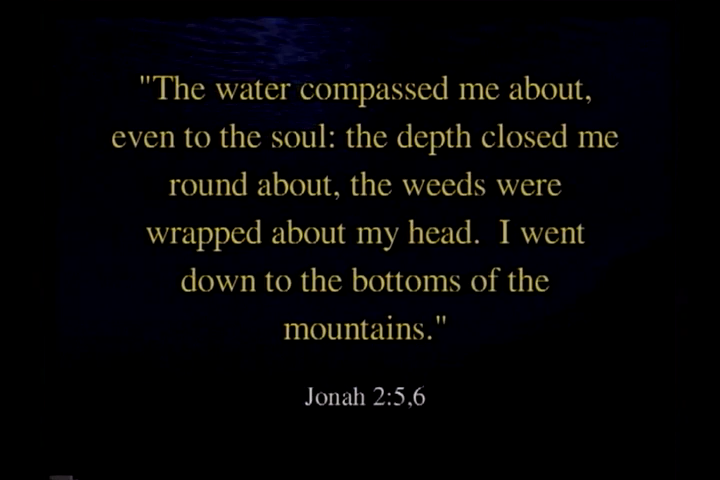 "The water compassed me about,
even to the soul: the depth closed me
round about, the weeds were
wrapped about my head.  I went
down to the bottoms of the
mountains."
Jonah 2:5,6